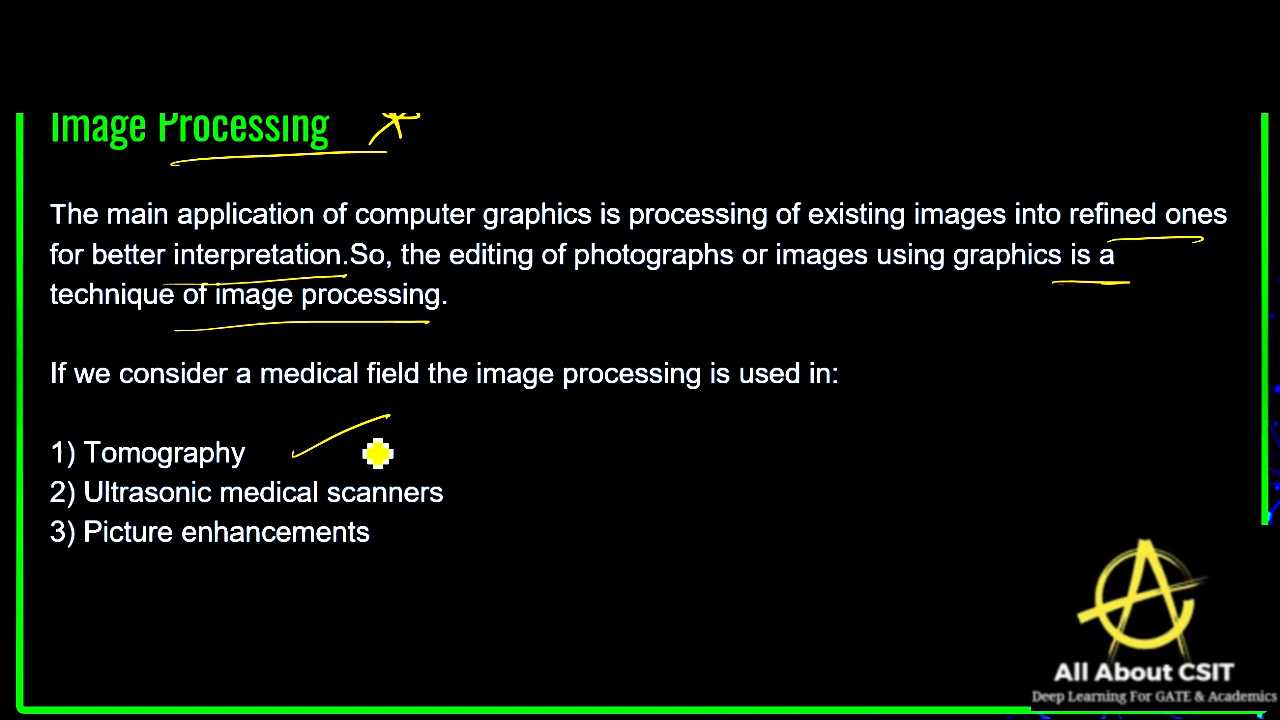 Image Processing
The main application of computer graphics is processing of existing images into refined ones
for better interpretation.So, the editing of photographs or images using graphics is a
technique of image processing.
If we consider a medical field the image processing is used in:
1) Tomography
2) Ultrasonic medical scanners
3) Picture enhancements
All About CSIT
Deep Learning For GATE & Academics